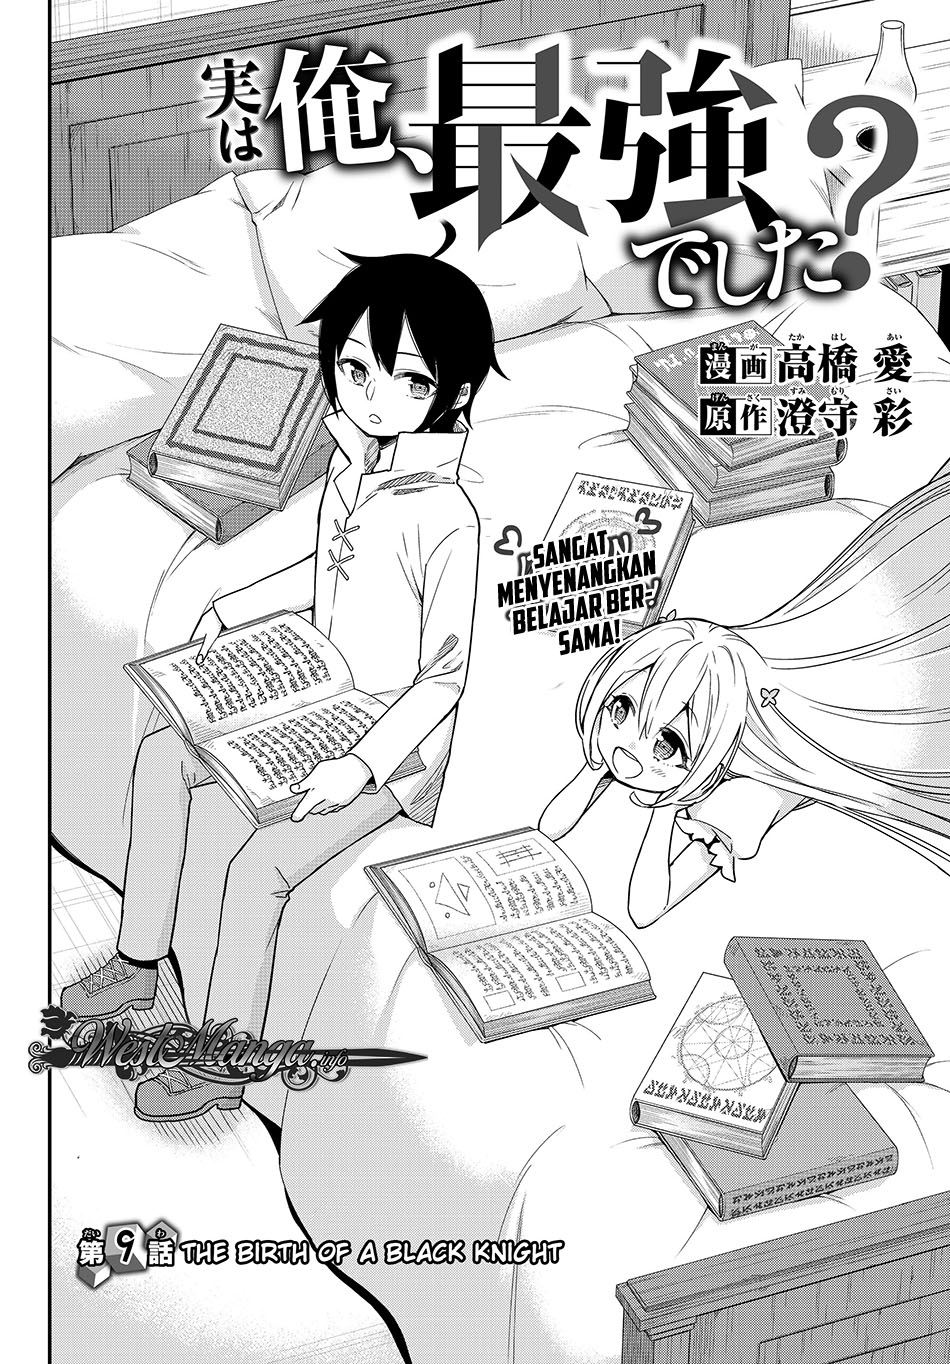 実は俺、最強でした？
漫画 高橋 愛
原作 澄守 彩
SANGAT
MENYENANGKAN
BELAJAR BER-
SAMA!
WestManga.info
第9話 THE BIRTH OF A BLACK KNIGHT